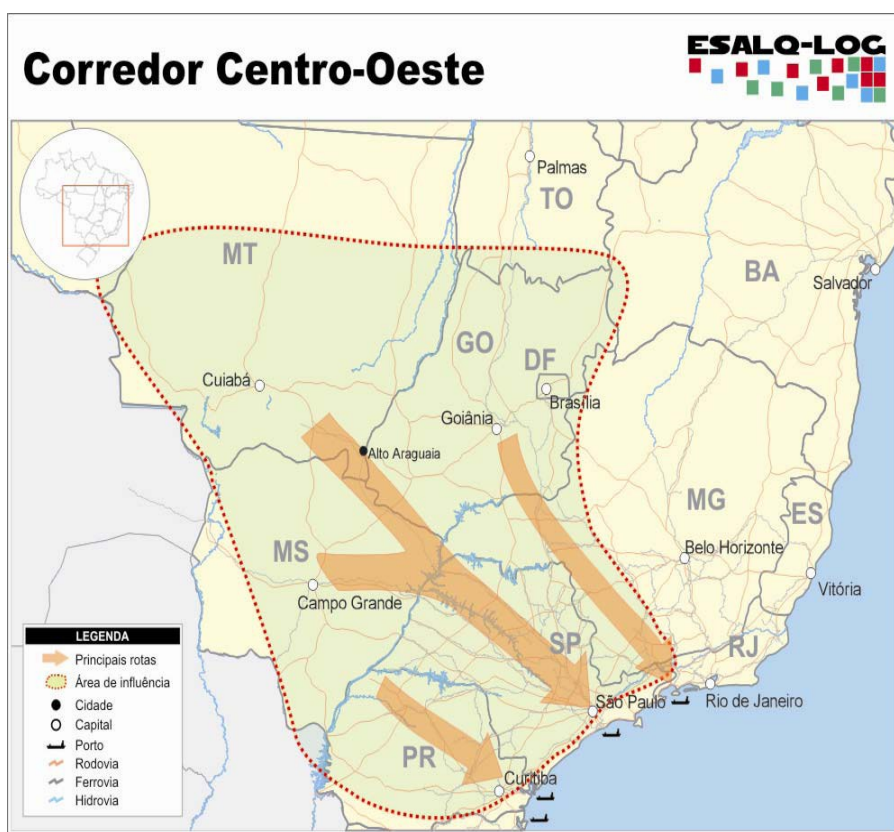 Corredor Centro-Oeste
ESALQ-LOG
Palmas
TO
MT
BA
Salvador
GO
DF
Cuiabá
Brasília
Goiânia
Alto Araguaia
MG
ES
MS
Belo Horizonte
Campo Grande
Vitória
LEGENDA
Principais rotas
SP
RJ
Área de influência
Cidade
São Paulo
Rio de Janeiro
Capital
Porto
PR
Rodovia
Curitiba
Ferrovia
Hidrovia